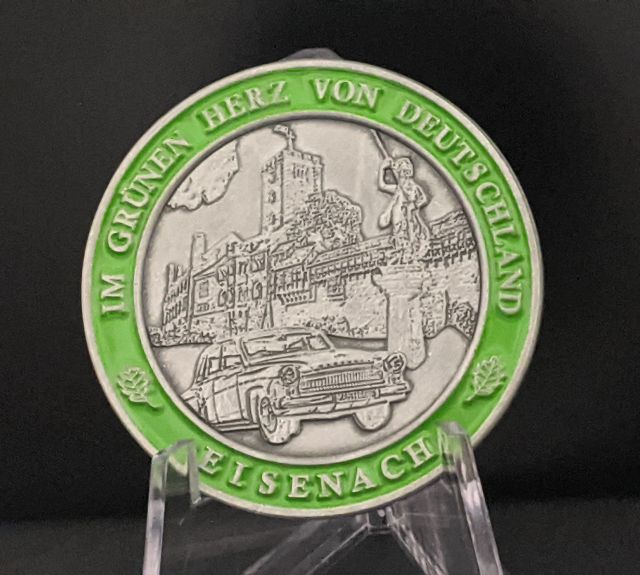 IM GRÜNEN HERZ VON DEUTSCHLAND
EISENACH